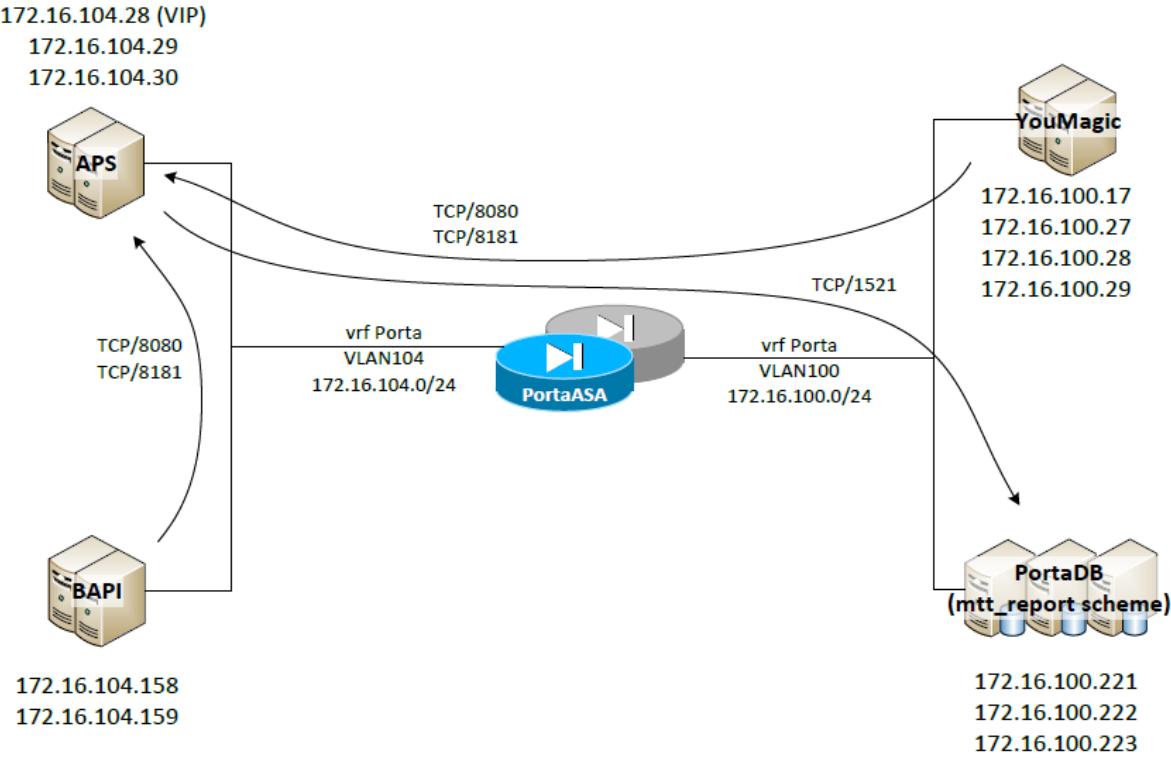 172.16.104.28 (VIP)
172.16.104.29
172.16.104.30
APS
YouMagic
172.16.100.17
172.16.100.27
172.16.100.28
172.16.100.29
TCP/8080
TCP/8181
TCP/1521
TCP/8080
TCP/8181
vrf Porta
VLAN104
172.16.104.0/24
PortaASA
vrf Porta
VLAN100
172.16.100.0/24
BAPI
172.16.104.158
172.16.104.159
PortaDB
(mtt_report scheme)
172.16.100.221
172.16.100.222
172.16.100.223